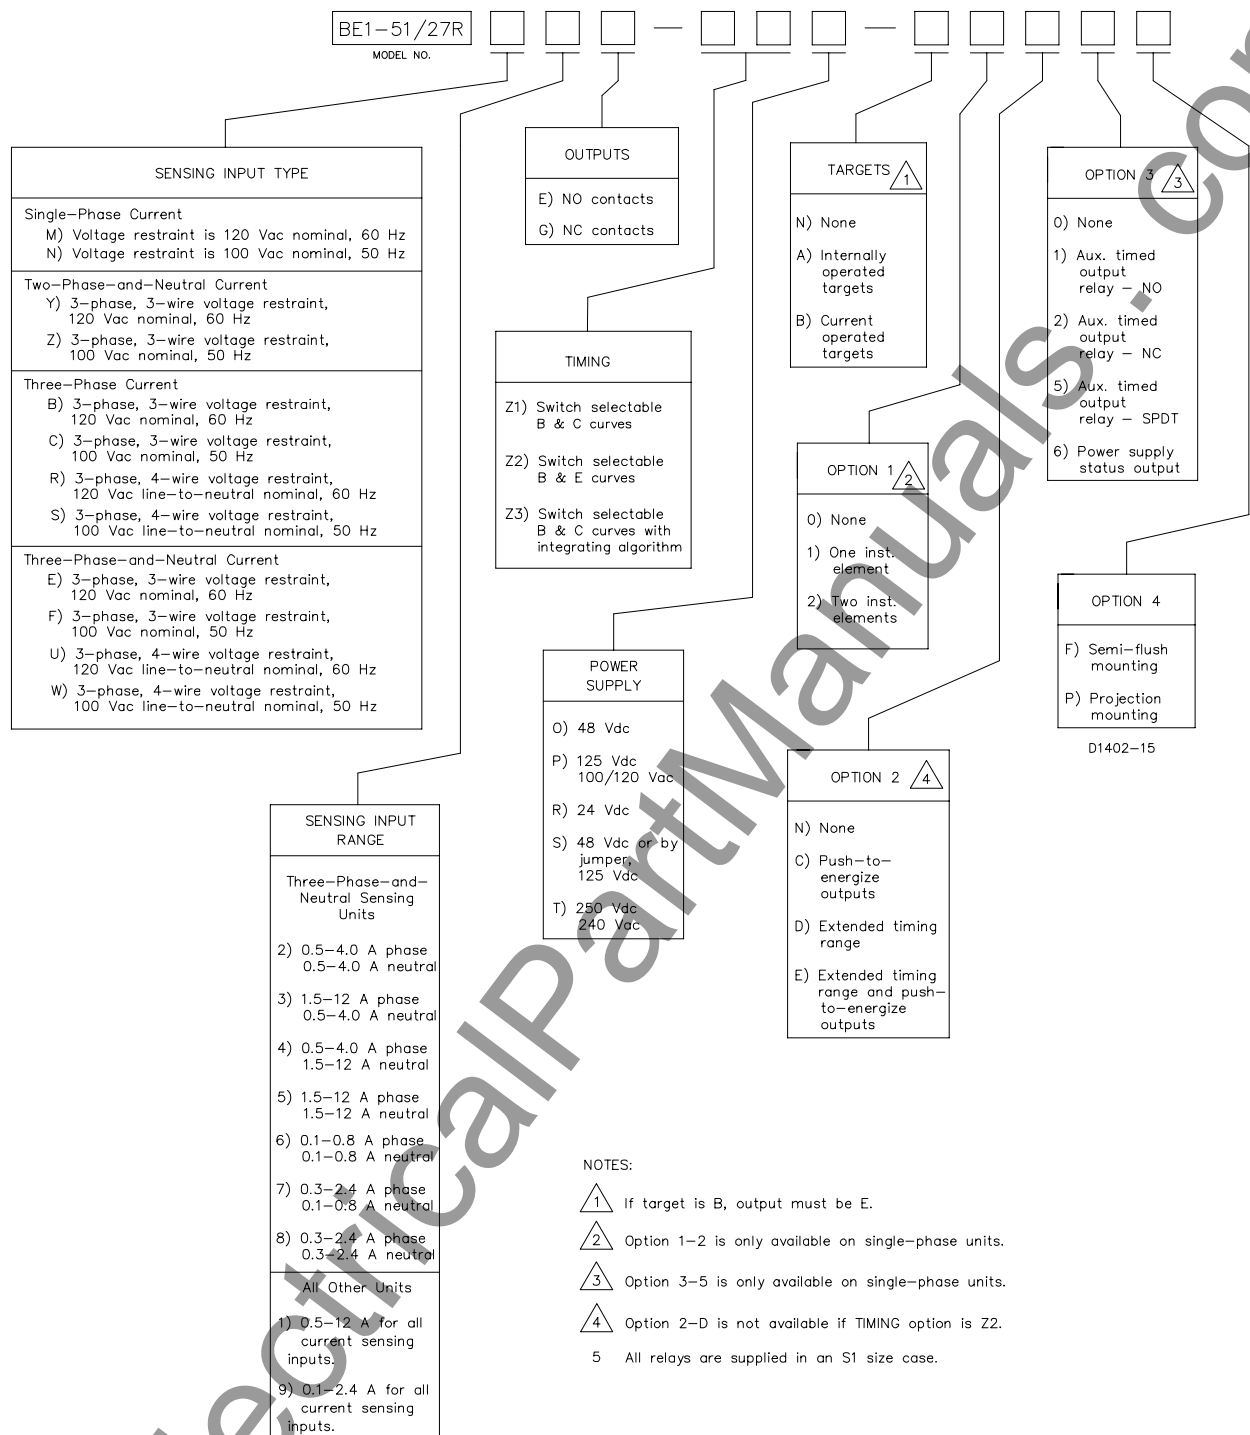 BE1-51/27R
MODEL NO.
SENSING INPUT TYPE
Single-Phase Current
M) Voltage restraint is 120 Vac nominal, 60 Hz
N) Voltage restraint is 100 Vac nominal, 50 Hz
Two-Phase-and-Neutral Current
Y) 3-phase, 3-wire voltage restraint,
120 Vac nominal, 60 Hz
Z) 3-phase, 3-wire voltage restraint,
100 Vac nominal, 50 Hz
Three-Phase Current
B) 3-phase, 3-wire voltage restraint,
120 Vac nominal, 60 Hz
C) 3-phase, 3-wire voltage restraint,
100 Vac nominal, 50 Hz
R) 3-phase, 4-wire voltage restraint,
120 Vac line-to-neutral nominal, 60 Hz
S) 3-phase, 4-wire voltage restraint,
100 Vac line-to-neutral nominal, 50 Hz
Three-Phase-and-Neutral Current
E) 3-phase, 3-wire voltage restraint,
120 Vac nominal, 60 Hz
F) 3-phase, 3-wire voltage restraint,
100 Vac nominal, 50 Hz
U) 3-phase, 4-wire voltage restraint,
120 Vac line-to-neutral nominal, 60 Hz
W) 3-phase, 4-wire voltage restraint,
100 Vac line-to-neutral nominal, 50 Hz
SENSING INPUT
RANGE
Three-Phase-and-
Neutral Sensing
Units
2) 0.5-4.0 A phase
0.5-4.0 A neutral
3) 1.5-12 A phase
0.5-4.0 A neutral
4) 0.5-4.0 A phase
1.5-12 A neutral
5) 1.5-12 A phase
1.5-12 A neutral
6) 0.1-0.8 A phase
0.1-0.8 A neutral
7) 0.3-2.4 A phase
0.1-0.8 A neutral
8) 0.3-2.4 A phase
0.3-2.4 A neutral
All Other Units
1) 0.5-12 A for all
current sensing
inputs.
9) 0.1-2.4 A for all
current sensing
inputs.
OUTPUTS
E) NO contacts
G) NC contacts
TIMING
Z1) Switch selectable
B & C curves
Z2) Switch selectable
B & E curves
Z3) Switch selectable
B & C curves with
integrating algorithm
POWER
SUPPLY
O) 48 Vdc
P) 125 Vdc
100/120 Vac
R) 24 Vdc
S) 48 Vdc or by
jumper,
125 Vdc
T) 250 Vdc
240 Vac
TARGETS 1
N) None
A) Internally
operated
targets
B) Current
operated
targets
OPTION 1 2
0) None
1) One inst.
element
2) Two inst.
elements
OPTION 2 4
N) None
C) Push-to-
energize
outputs
D) Extended timing
range
E) Extended timing
range and push-
to-energize
outputs
OPTION 3 3
0) None
1) Aux. timed
output
relay - NO
2) Aux. timed
output
relay - NC
5) Aux. timed
output
relay - SPDT
6) Power supply
status output
OPTION 4
F) Semi-flush
mounting
P) Projection
mounting
D1402-15
NOTES:
1 If target is B, output must be E.
2 Option 1-2 is only available on single-phase units.
3 Option 3-5 is only available on single-phase units.
4 Option 2-D is not available if TIMING option is Z2.
5 All relays are supplied in an S1 size case.
ectricalPartManuals . com